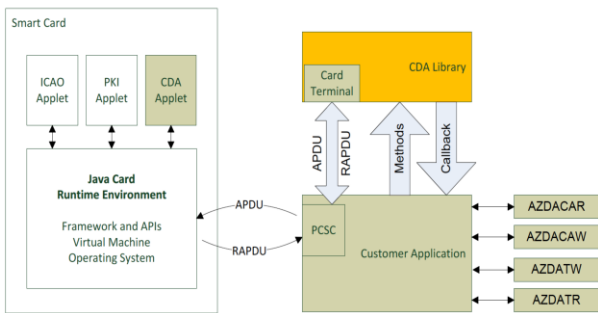 Smart Card
ICAO
Applet
PKI
Applet
CDA
Applet
Java Card
Runtime Environment
Framework and APIs
Virtual Machine
Operating System
APDU
RAPDU
Card
Terminal
CDA Library
APDU
RAPDU
Methods
Callback
PCSC
Customer Application
AZDACAR
AZDACAW
AZDATW
AZDATR